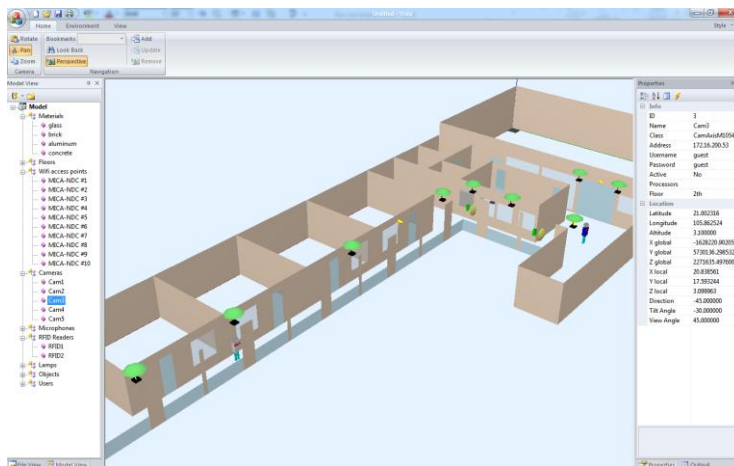 Untitled - View
Home Environment View
Style
Rotate
Pan
Zoom
Camera
Bookmarks
Look Back
Perspective
Add
Update
Remove
Navigation
Model View
Model
Materials
glass
brick
aluminum
concrete
Floors
Wifi access points
MICA-NDC #1
MICA-NDC #2
MICA-NDC #3
MICA-NDC #4
MICA-NDC #5
MICA-NDC #6
MICA-NDC #7
MICA-NDC #8
MICA-NDC #9
MICA-NDC #10
Cameras
Cam1
Cam2
Cam3
Cam4
Cam5
Microphones
RFID Readers
RFID1
RFID2
Lamps
Objects
Users
File View Model View
Properties
Info
ID 3
Name Cam3
Class CamAxisM1054
Address 172.16.200.53
Username guest
Password guest
Active No
Processors
Floor 2th
Location
Latitude 21.002316
Longitude 105.862524
Altitude 3.100000
X global
Y global
Z global
X local 20.838561
Y local 17.593244
Z local 3.099963
Direction -45.000000
Tilt Angle -30.000000
View Angle 45.000000
Properties Output